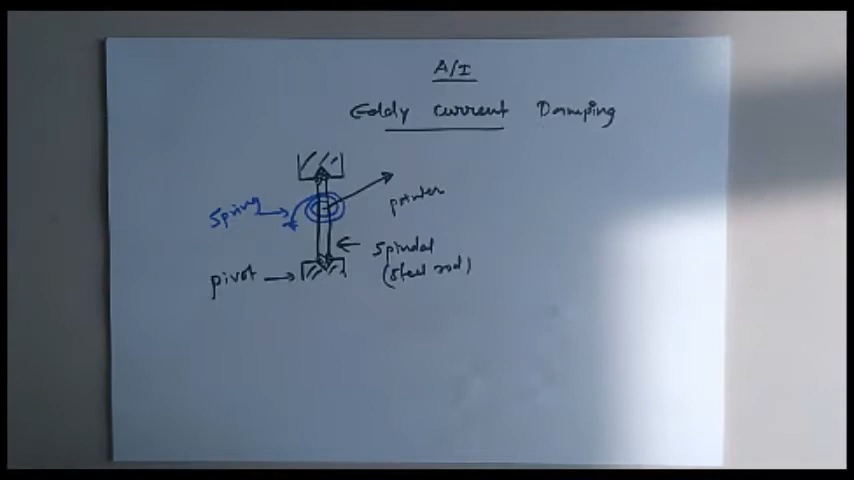 A/I
Eddy current Damping
Spring
pointer
Spindal
(steel rod)
pivot